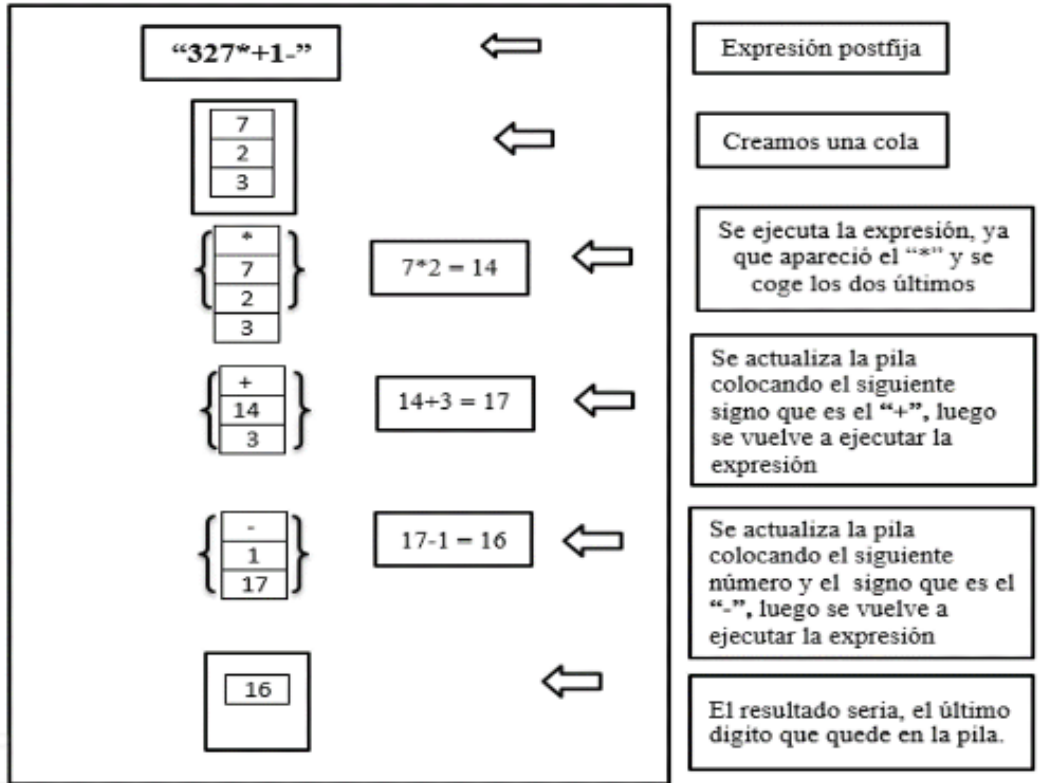 “327*+1-”
Expresión postfija
7
2
3
Creamos una cola
*
7
2
3
7*2 = 14
Se ejecuta la expresión, ya
que apareció el “*” y se
coge los dos últimos
+
14
3
14+3 = 17
Se actualiza la pila
colocando el siguiente
signo que es el “+”, luego
se vuelve a ejecutar la
expresión
-
1
17
17-1 = 16
Se actualiza la pila
colocando el siguiente
número y el signo que es el
“-”, luego se vuelve a
ejecutar la expresión
16
El resultado seria, el último
digito que quede en la pila.